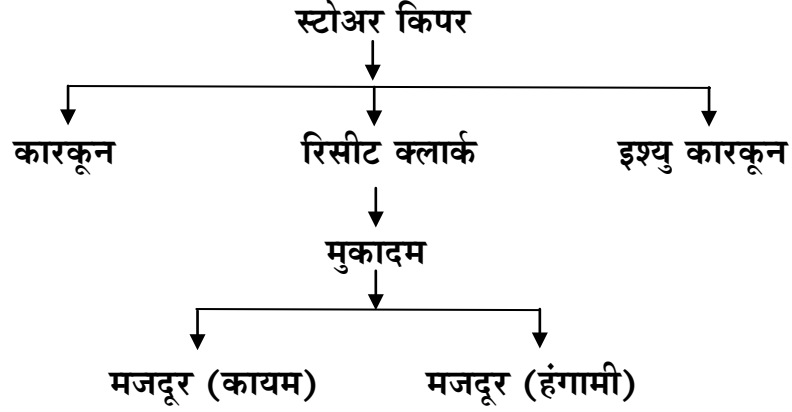 स्टोअर किपर
कारकून रिसीट क्लार्क इश्यु कारकून
मुकादम
मजदूर (कायम) मजदूर (हंगामी)